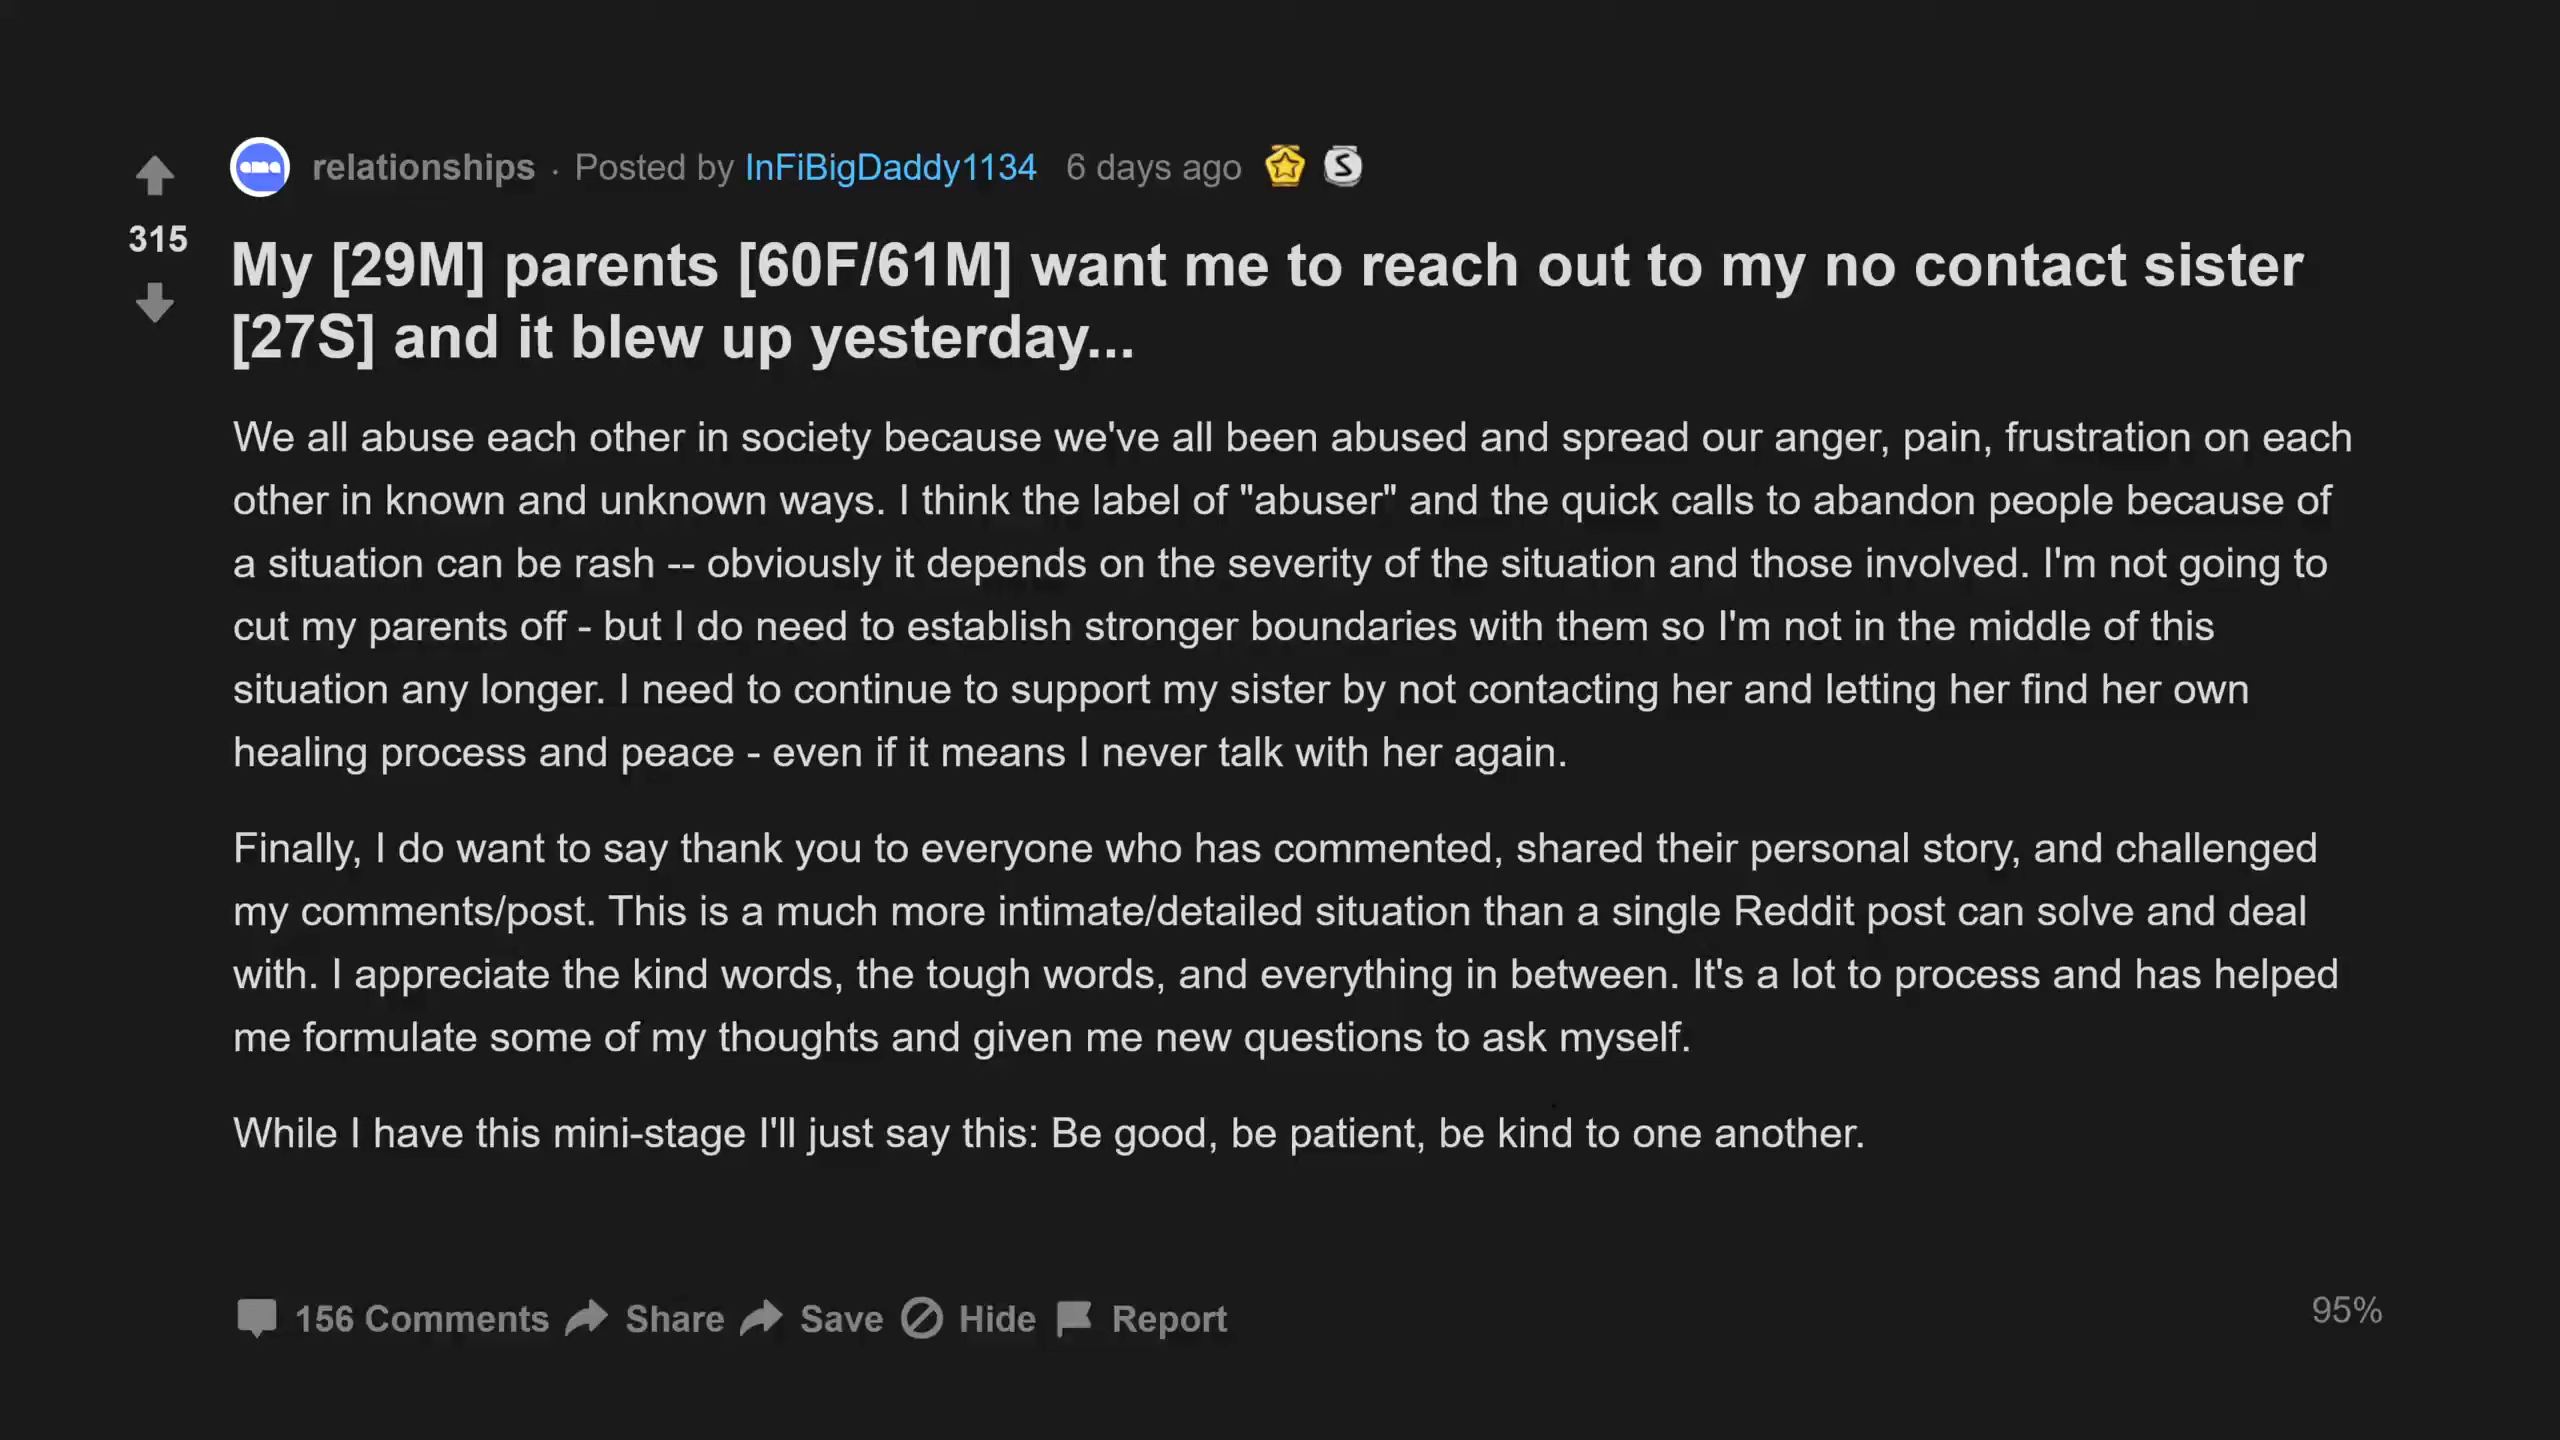 ama relationships · Posted by InFiBigDaddy1134 6 days ago S
315
My [29M] parents [60F/61M] want me to reach out to my no contact sister
[27S] and it blew up yesterday...
We all abuse each other in society because we've all been abused and spread our anger, pain, frustration on each
other in known and unknown ways. I think the label of "abuser" and the quick calls to abandon people because of
a situation can be rash -- obviously it depends on the severity of the situation and those involved. I'm not going to
cut my parents off - but I do need to establish stronger boundaries with them so I'm not in the middle of this
situation any longer. I need to continue to support my sister by not contacting her and letting her find her own
healing process and peace - even if it means I never talk with her again.
Finally, I do want to say thank you to everyone who has commented, shared their personal story, and challenged
my comments/post. This is a much more intimate/detailed situation than a single Reddit post can solve and deal
with. I appreciate the kind words, the tough words, and everything in between. It's a lot to process and has helped
me formulate some of my thoughts and given me new questions to ask myself.
While I have this mini-stage I'll just say this: Be good, be patient, be kind to one another.
156 Comments Share Save Hide Report 95%